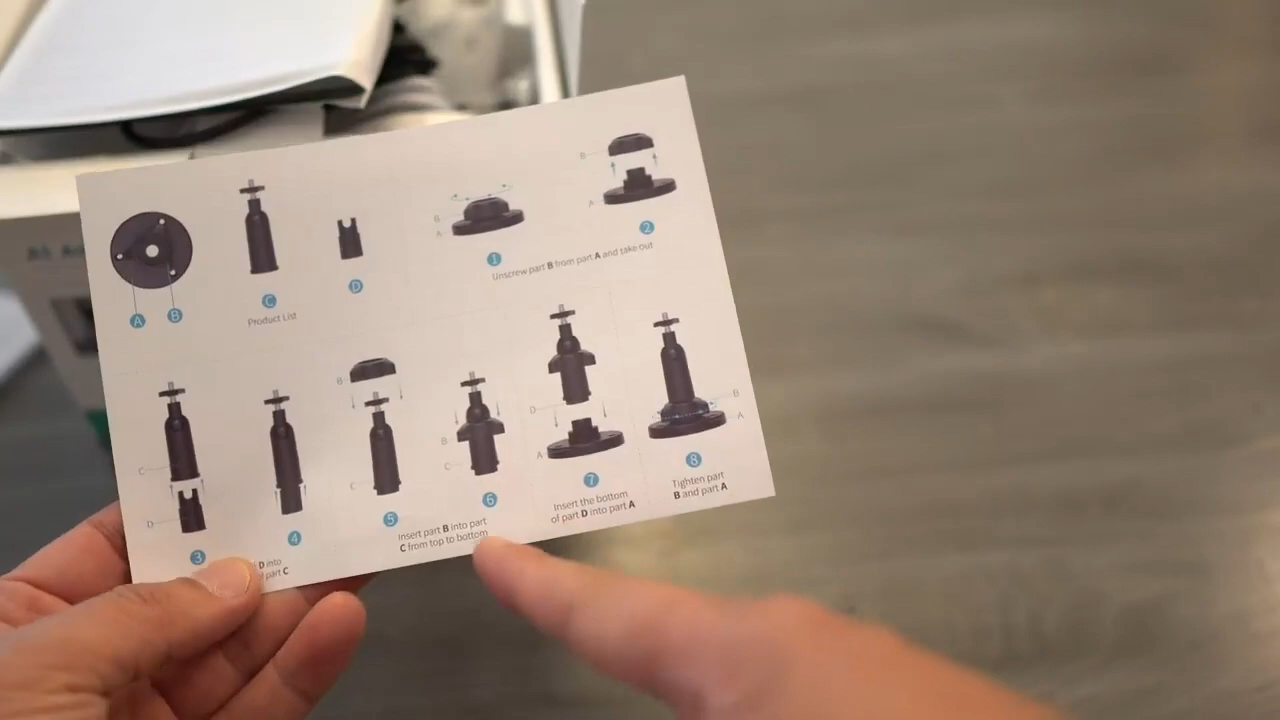 A
B
C
Product List
D
B
A
1
B
A
2
Unscrew part B from part A and take out
C
D
3
D into
part C
4
B
C
5
B
C
6
Insert part B into part
C from top to bottom
D
A
7
Insert the bottom
of part D into part A
B
A
8
Tighten part
B and part A